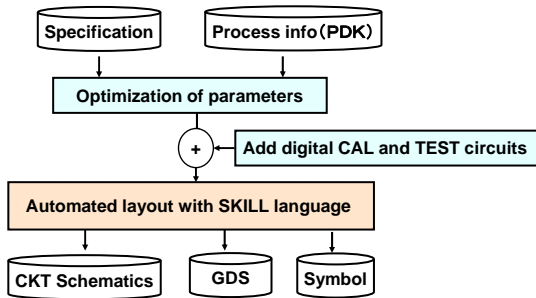 Specification
Process info（PDK）
Optimization of parameters
+
Add digital CAL and TEST circuits
Automated layout with SKILL language
CKT Schematics
GDS
Symbol